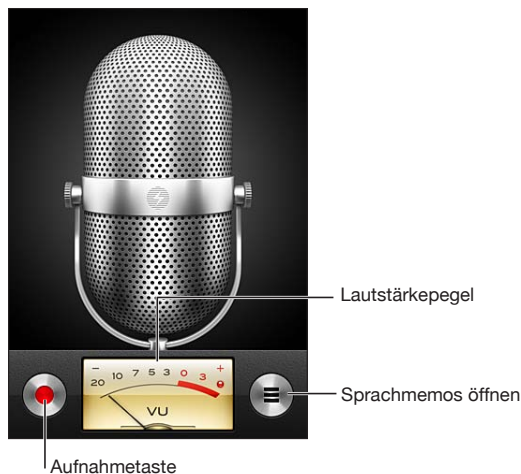 Lautstärkepegel
− 20 10 7 5 3 0 3 +
VU
Sprachmemos öffnen
Aufnahmetaste